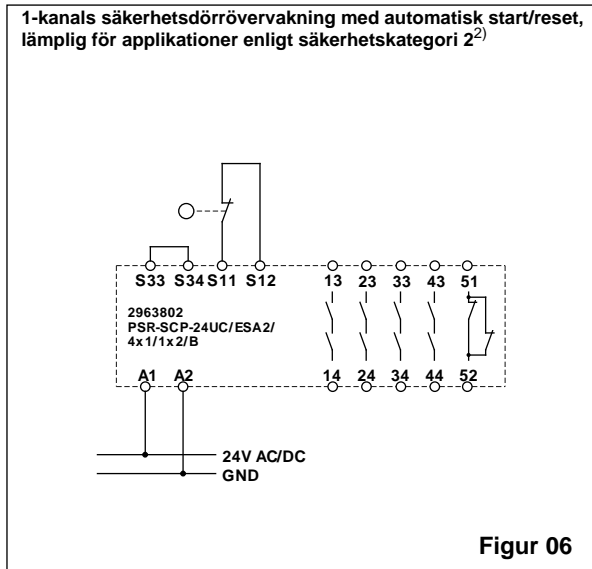 1-kanals säkerhetsdörrövervakning med automatisk start/reset,
lämplig för applikationer enligt säkerhetskategori 2²⁾
S33 S34 S11 S12 13 23 33 43 51
2963802
PSR-SCP-24UC/ESA2/
4x1/1x2/B
A1 A2 14 24 34 44 52
24V AC/DC
GND
Figur 06